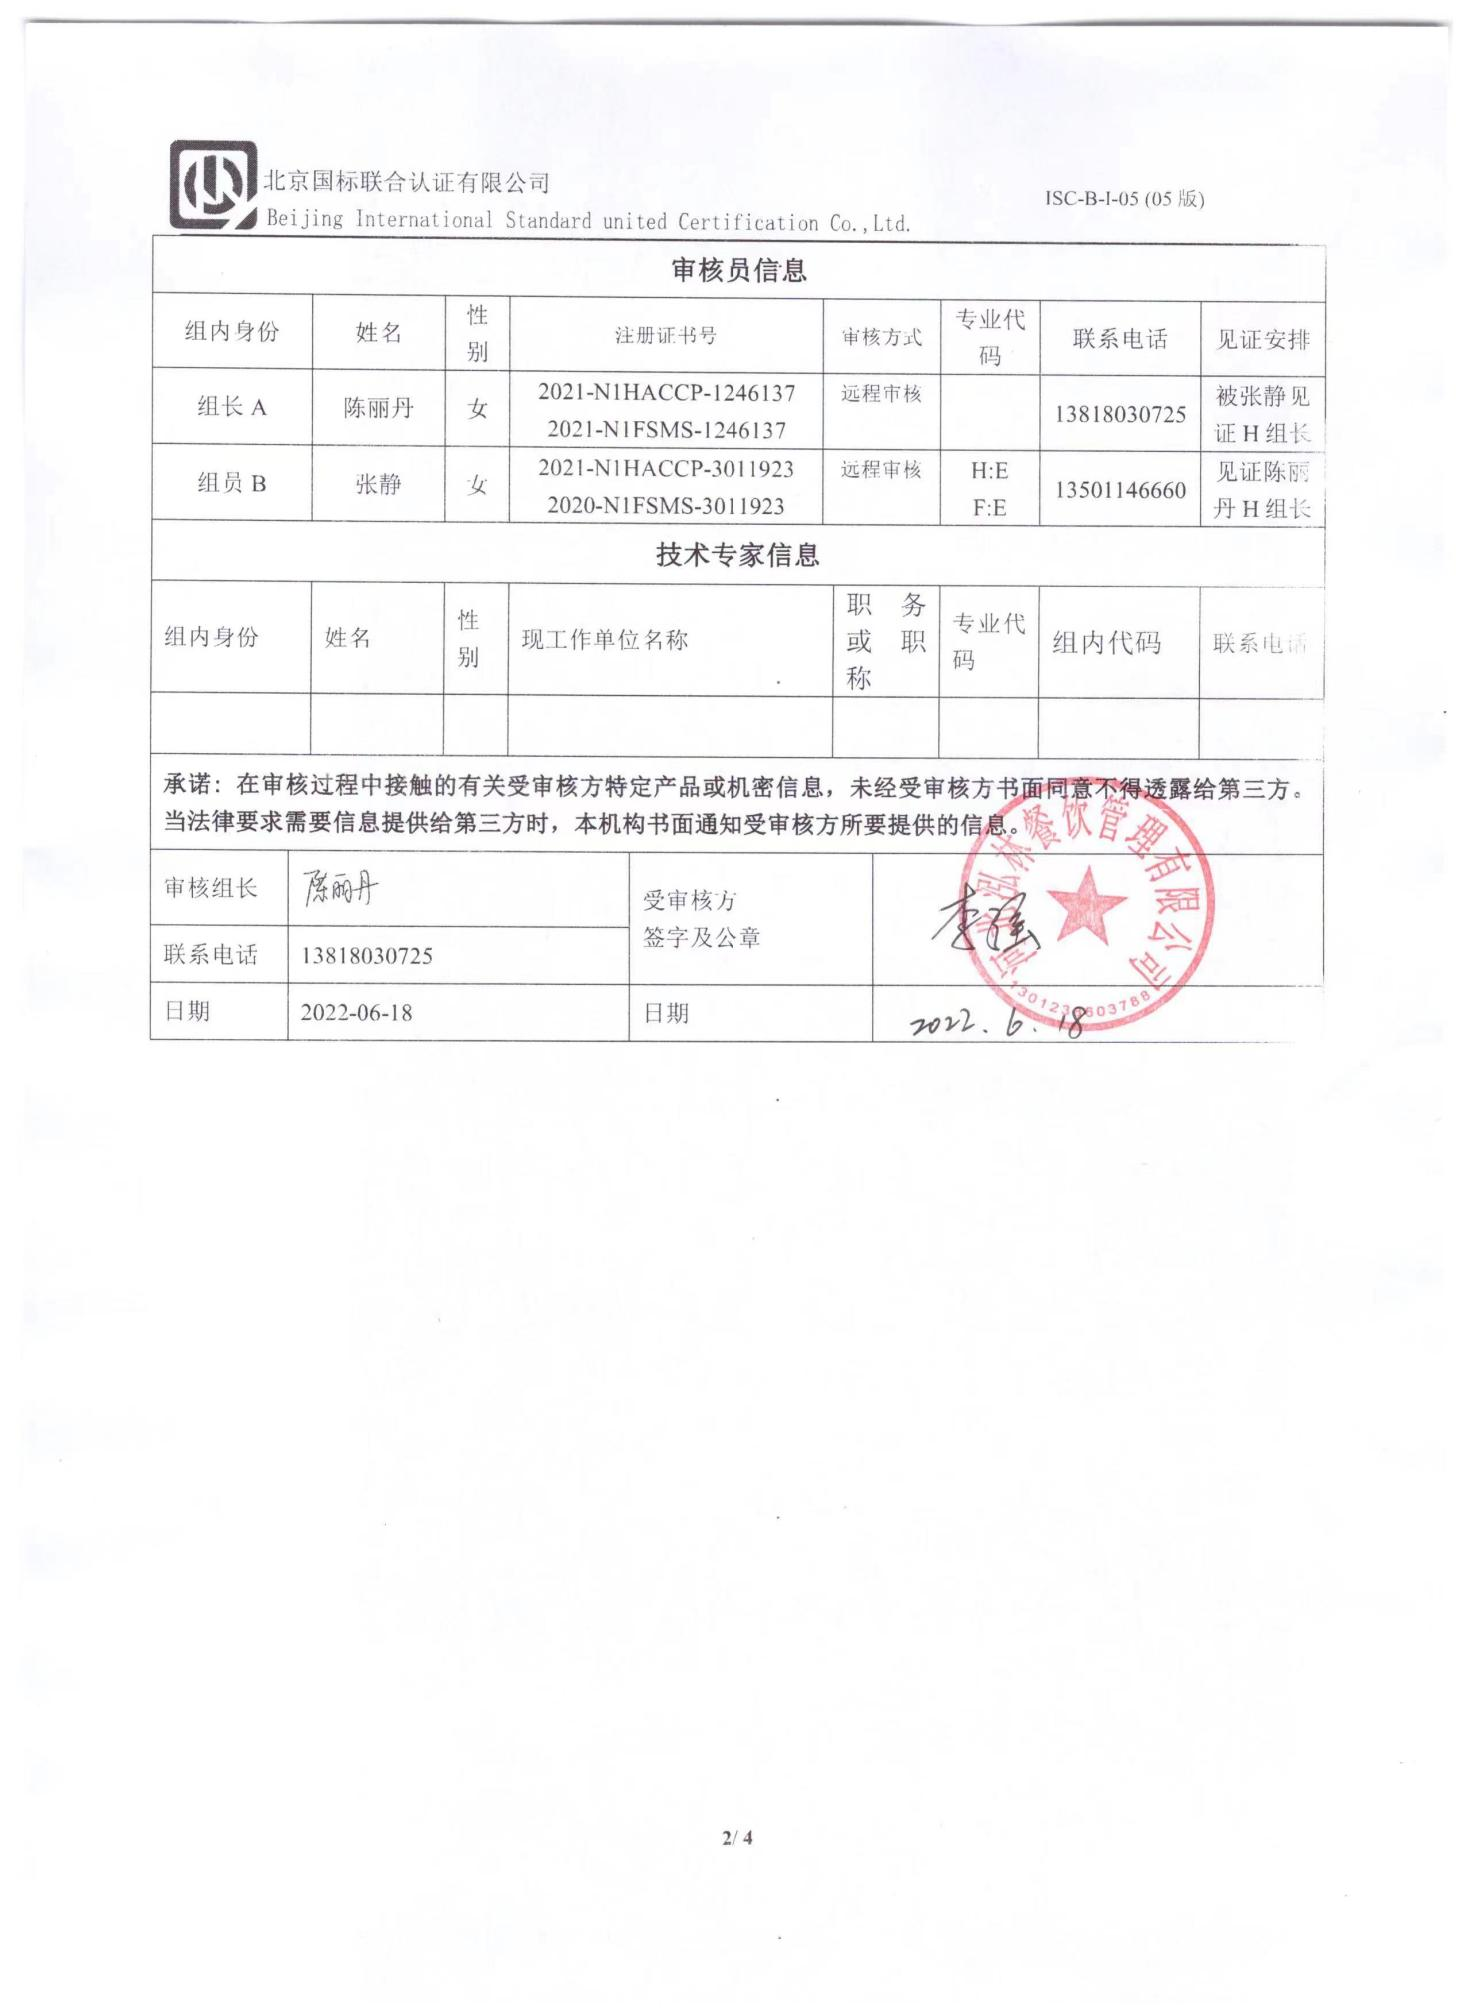 北京国标联合认证有限公司
Beijing International Standard united Certification Co.,Ltd.
ISC-B-I-05 (05 版)
审核员信息
组内身份 姓名 性别 注册证书号 审核方式 专业代码 联系电话 见证安排
组长 A 陈丽丹 女 2021-N1HACCP-1246137 远程审核 13818030725 被张静见
2021-N1FSMS-1246137 证 H 组长
组员 B 张静 女 2021-N1HACCP-3011923 远程审核 H:E 13501146660 见证陈丽
2020-N1FSMS-3011923 F:E 丹 H 组长
技术专家信息
组内身份 姓名 性别 现工作单位名称 职务或职称 专业代码 组内代码 联系电话
承诺：在审核过程中接触的有关受审核方特定产品或机密信息，未经受审核方书面同意不得透露给第三方。
当法律要求需要信息提供给第三方时，本机构书面通知受审核方所要提供的信息。
审核组长 陈丽丹
受审核方
签字及公章
泓林餐饮管理有限公司
联系电话 13818030725
日期 2022-06-18 日期 2022.6.18
2/ 4